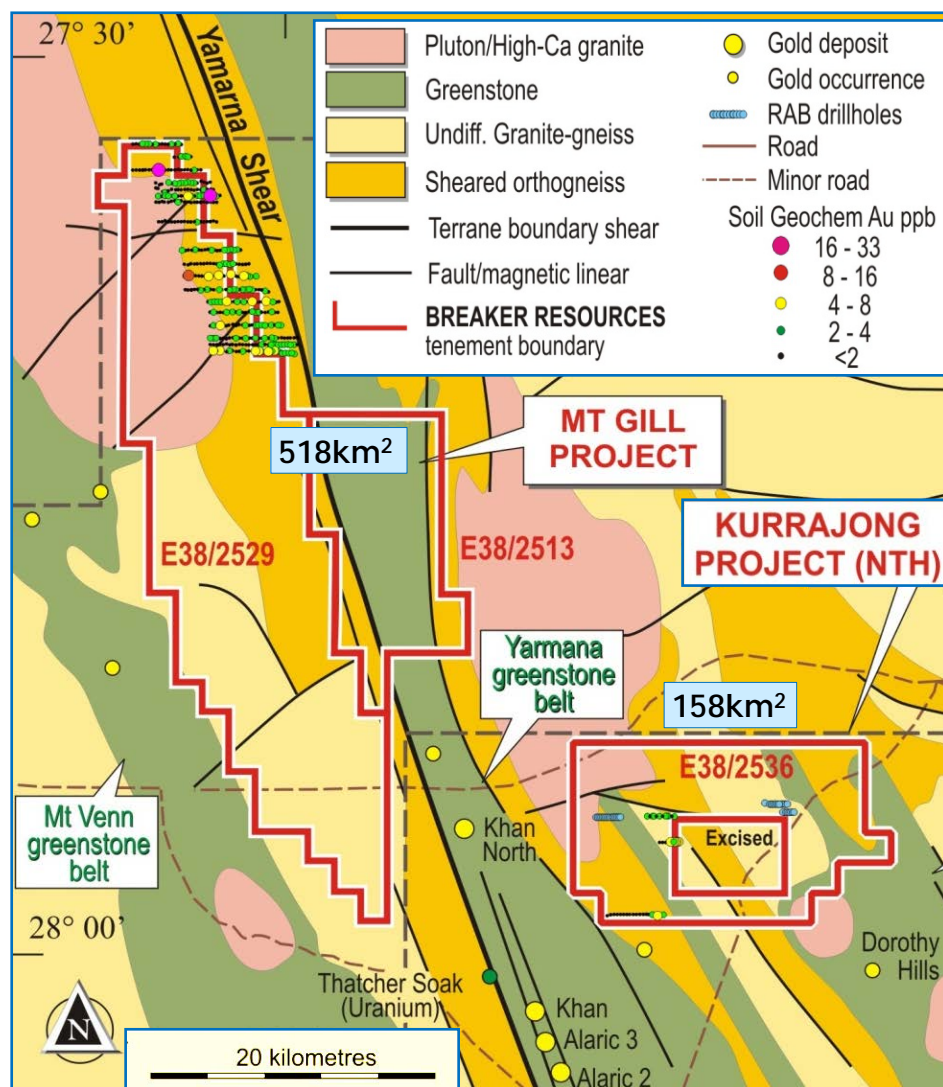 27° 30'
Yamarna
Shear
Pluton/High-Ca granite
Greenstone
Undiff. Granite-gneiss
Sheared orthogneiss
Terrane boundary shear
Fault/magnetic linear
BREAKER RESOURCES
tenement boundary
Gold deposit
Gold occurrence
RAB drillholes
Road
Minor road
Soil Geochem Au ppb
16 - 33
8 - 16
4 - 8
2 - 4
<2
518km²
MT GILL
PROJECT
KURRAJONG
PROJECT (NTH)
E38/2529
E38/2513
Yarmana
greenstone
belt
158km²
E38/2536
Mt Venn
greenstone
belt
Khan
North
Excised
28° 00'
Dorothy
Hills
Thatcher Soak
(Uranium)
Khan
Alaric 3
Alaric 2
N
20 kilometres